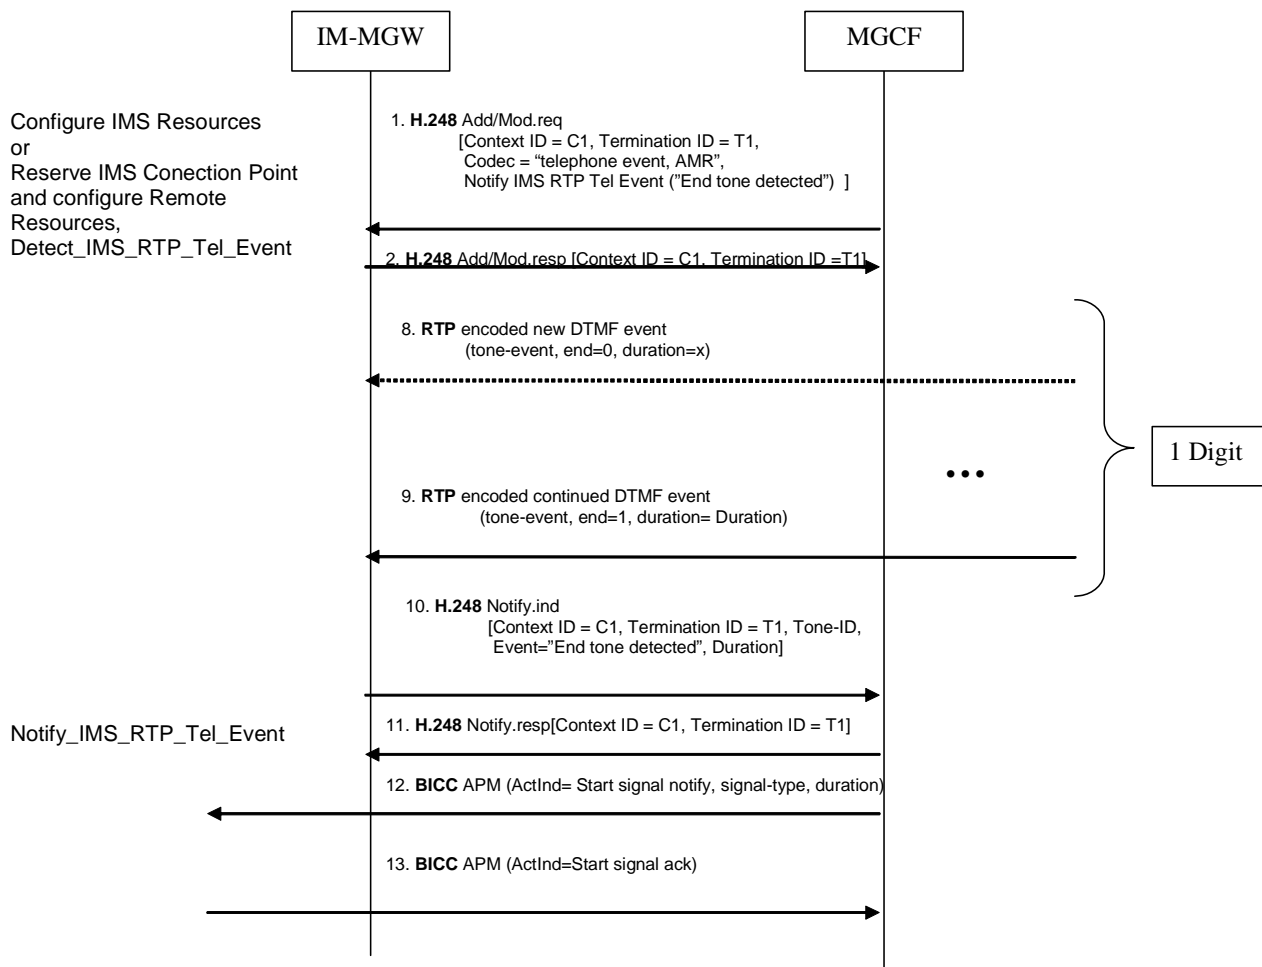 IM-MGW
MGCF
Configure IMS Resources
or
Reserve IMS Conection Point
and configure Remote
Resources,
Detect_IMS_RTP_Tel_Event
1. H.248 Add/Mod.req
[Context ID = C1, Termination ID = T1,
Codec = “telephone event, AMR”,
Notify IMS RTP Tel Event (”End tone detected”) ]
2. H.248 Add/Mod.resp [Context ID = C1, Termination ID =T1]
8. RTP encoded new DTMF event
(tone-event, end=0, duration=x)
1 Digit
...
9. RTP encoded continued DTMF event
(tone-event, end=1, duration= Duration)
10. H.248 Notify.ind
[Context ID = C1, Termination ID = T1, Tone-ID,
Event=”End tone detected”, Duration]
Notify_IMS_RTP_Tel_Event
11. H.248 Notify.resp[Context ID = C1, Termination ID = T1]
12. BICC APM (ActInd= Start signal notify, signal-type, duration)
13. BICC APM (ActInd=Start signal ack)